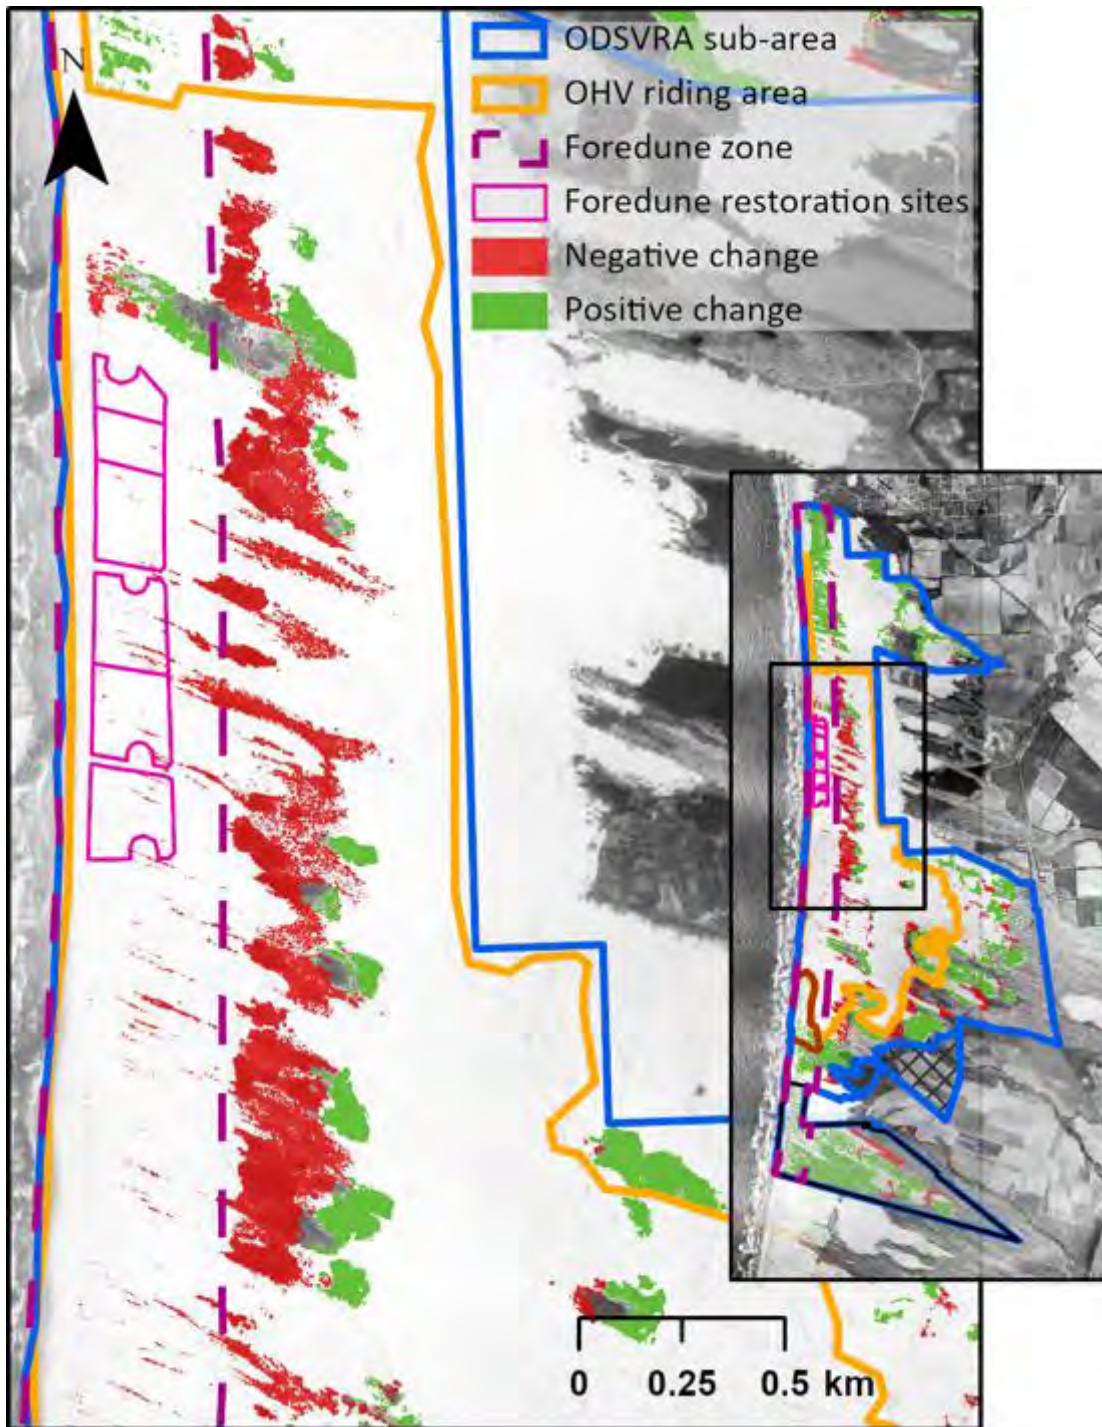 N
ODSVRA sub-area
OHV riding area
Foredune zone
Foredune restoration sites
Negative change
Positive change
0 0.25 0.5 km